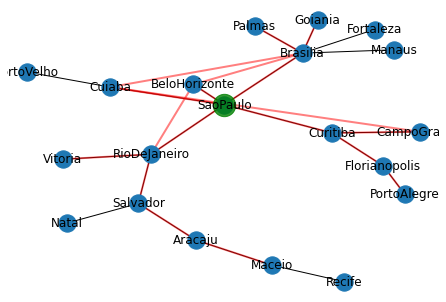 Goiania
Palmas
Fortaleza
Manaus
Brasilia
rtoVelho
Cuiaba
BeloHorizonte
SaoPaulo
Curitiba
CampoGra
Vitoria
RioDeJaneiro
Florianopolis
PortoAlegre
Salvador
Natal
Aracaju
Maceio
Recife